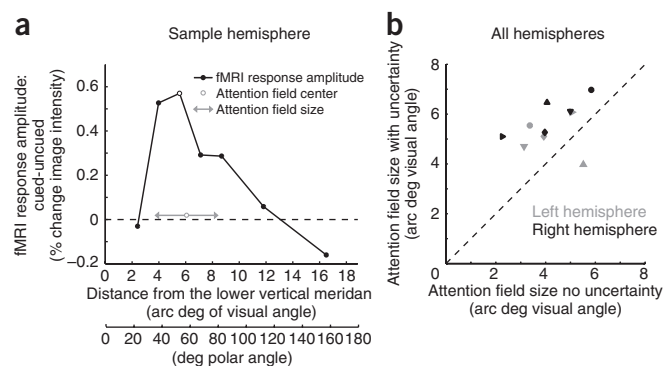 a
Sample hemisphere
fMRI response amplitude:
cued-uncued
(% change image intensity)
0.6
0.4
0.2
0
−0.2
fMRI response amplitude
Attention field center
Attention field size
0 2 4 6 8 10 12 14 16 18
Distance from the lower vertical meridian
(arc deg of visual angle)
0 20 40 60 80 100 120 140 160 180
(deg polar angle)
b
All hemispheres
Attention field size with uncertainty
(arc deg visual angle)
8
6
4
2
Left hemisphere
Right hemisphere
0 2 4 6 8
Attention field size no uncertainty
(arc deg visual angle)